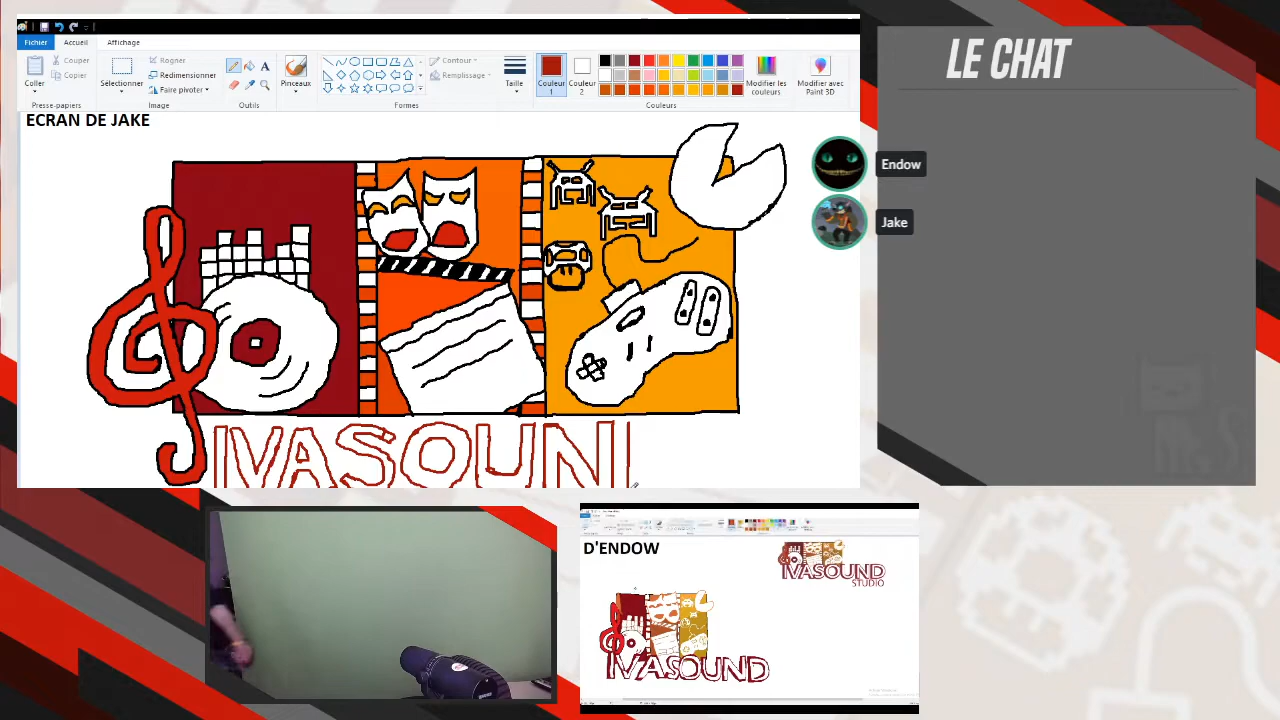 Fichier Accueil Affichage
Coller
Couper
Copier
Presse-papiers
Sélectionner
Rogner
Redimensionner
Faire pivoter
Image
A
Outils
Pinceaux
Contour
Remplissage
Formes
Taille
Couleur 1
Couleur 2
Modifier les couleurs
Modifier avec Paint 3D
Couleurs
ECRAN DE JAKE
IVASOUN
LE CHAT
Endow
Jake
D'ENDOW
IVASOUND
STUDIO
IVASOUND